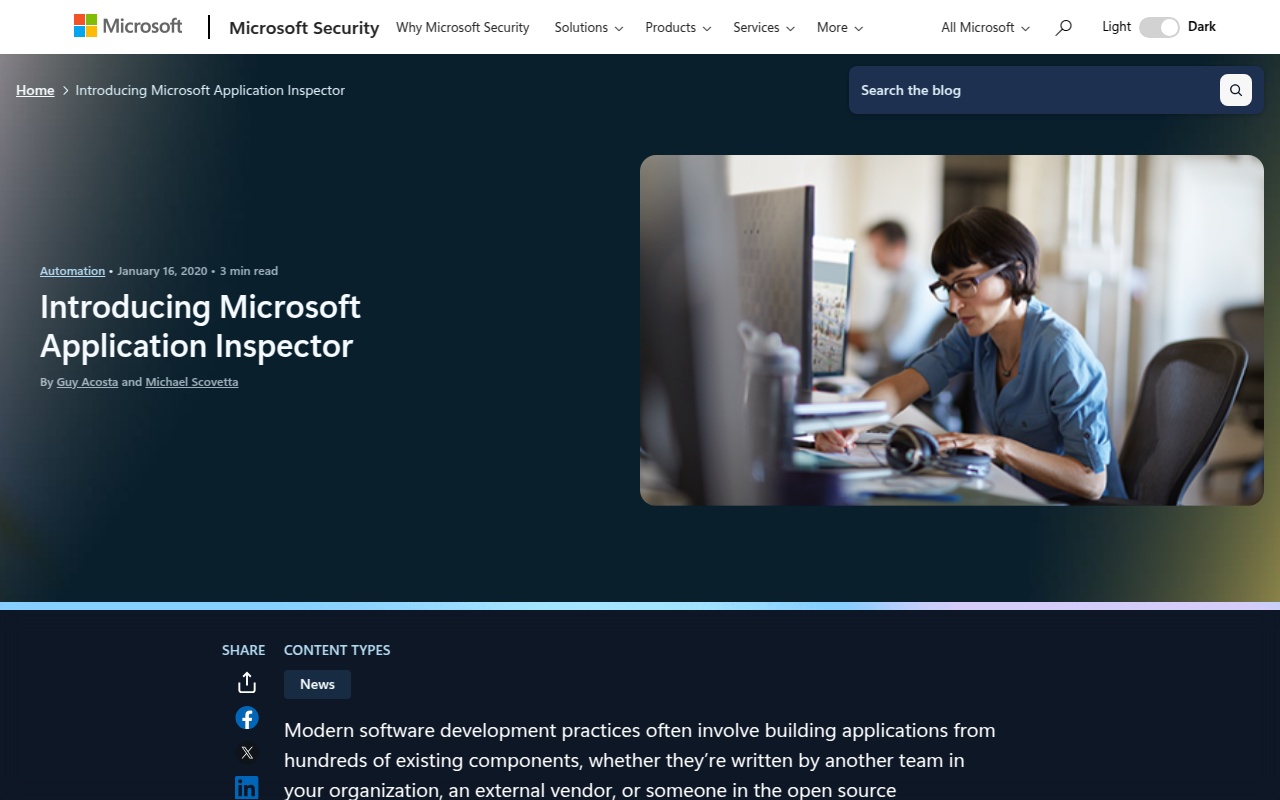 Microsoft
Microsoft Security
Why Microsoft Security
Solutions
Products
Services
More
All Microsoft
Light
Dark
Home > Introducing Microsoft Application Inspector
Search the blog
Automation • January 16, 2020 • 3 min read
Introducing Microsoft
Application Inspector
By Guy Acosta and Michael Scovetta
SHARE
CONTENT TYPES
News
Modern software development practices often involve building applications from
hundreds of existing components, whether they’re written by another team in
your organization, an external vendor, or someone in the open source